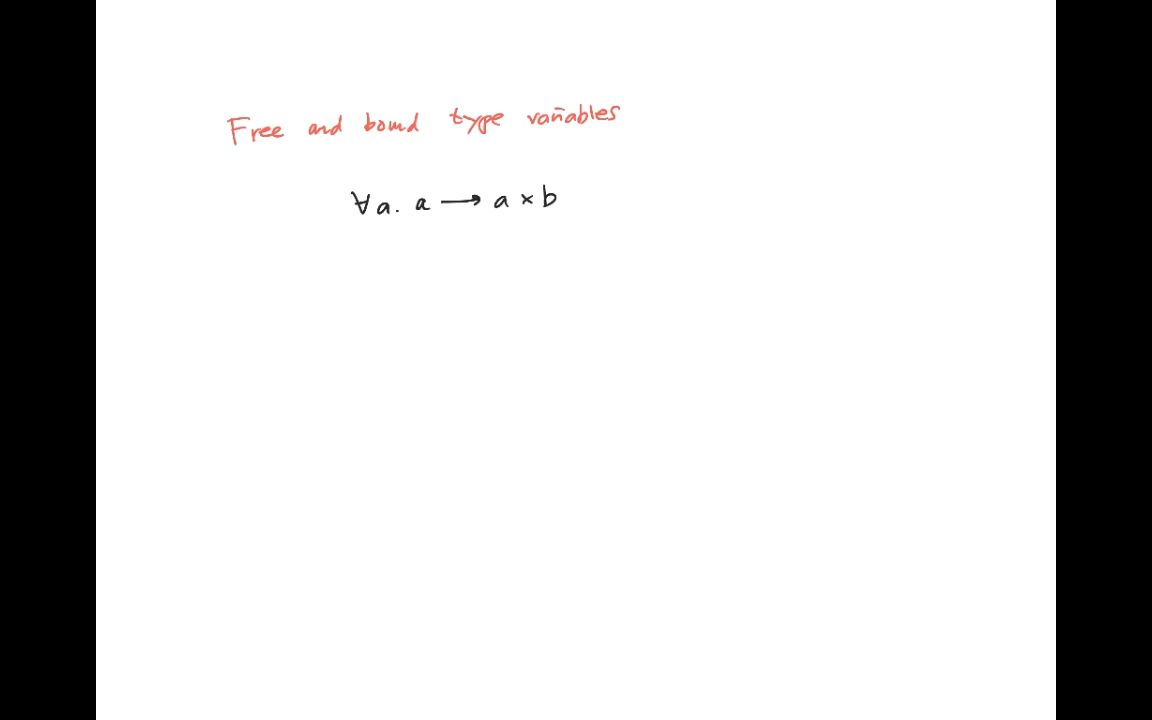 Free and bound type variables
∀a. a ⟶ a × b